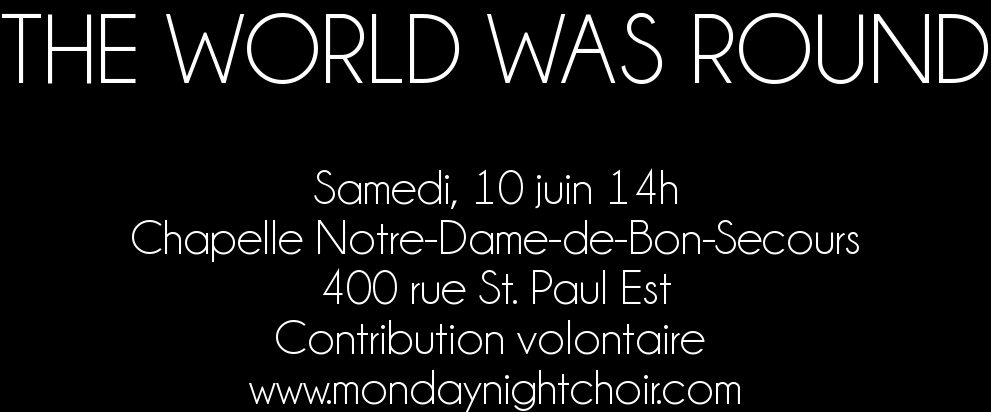 THE WORLD WAS ROUND
Samedi, 10 juin 14h
Chapelle Notre-Dame-de-Bon-Secours
400 rue St. Paul Est
Contribution volontaire
www.mondaynightchoir.com